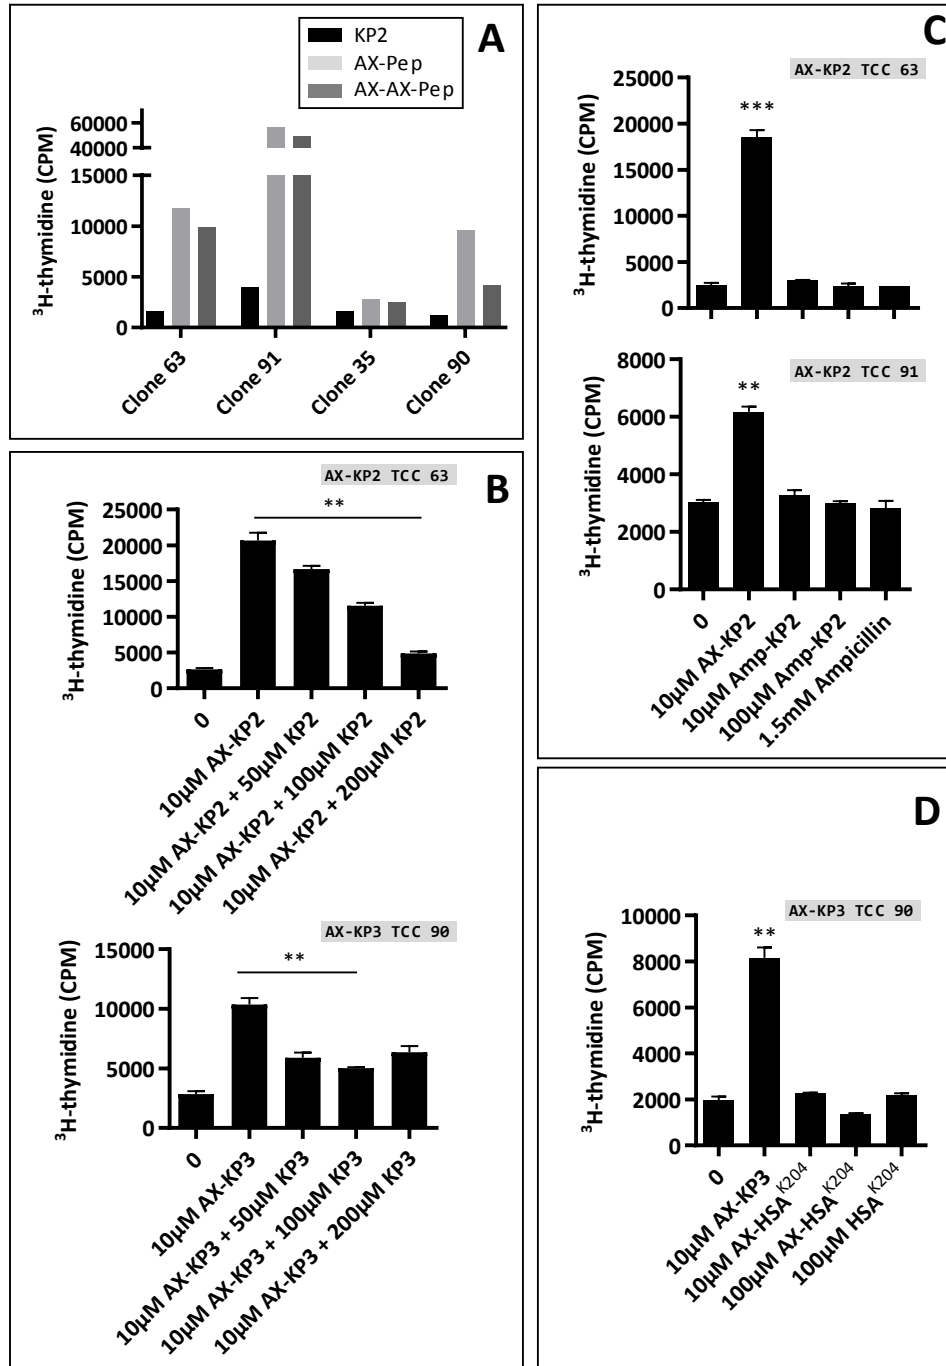 A
KP2
AX-Pep
AX-AX-Pep
³H-thymidine (CPM)
60000
40000
15000
10000
5000
0
Clone 63
Clone 91
Clone 35
Clone 90
B
AX-KP2 TCC 63
**
³H-thymidine (CPM)
25000
20000
15000
10000
5000
0
0
10µM AX-KP2
10µM AX-KP2 + 50µM KP2
10µM AX-KP2 + 100µM KP2
10µM AX-KP2 + 200µM KP2
AX-KP3 TCC 90
**
³H-thymidine (CPM)
15000
10000
5000
0
0
10µM AX-KP3
10µM AX-KP3 + 50µM KP3
10µM AX-KP3 + 100µM KP3
10µM AX-KP3 + 200µM KP3
C
AX-KP2 TCC 63
***
³H-thymidine (CPM)
25000
20000
15000
10000
5000
0
AX-KP2 TCC 91
**
³H-thymidine (CPM)
8000
6000
4000
2000
0
0
10µM AX-KP2
10µM Amp-KP2
100µM Amp-KP2
1.5mM Ampicillin
D
AX-KP3 TCC 90
**
³H-thymidine (CPM)
10000
8000
6000
4000
2000
0
0
10µM AX-KP3
10µM AX-HSA^K204
100µM AX-HSA^K204
100µM HSA^K204